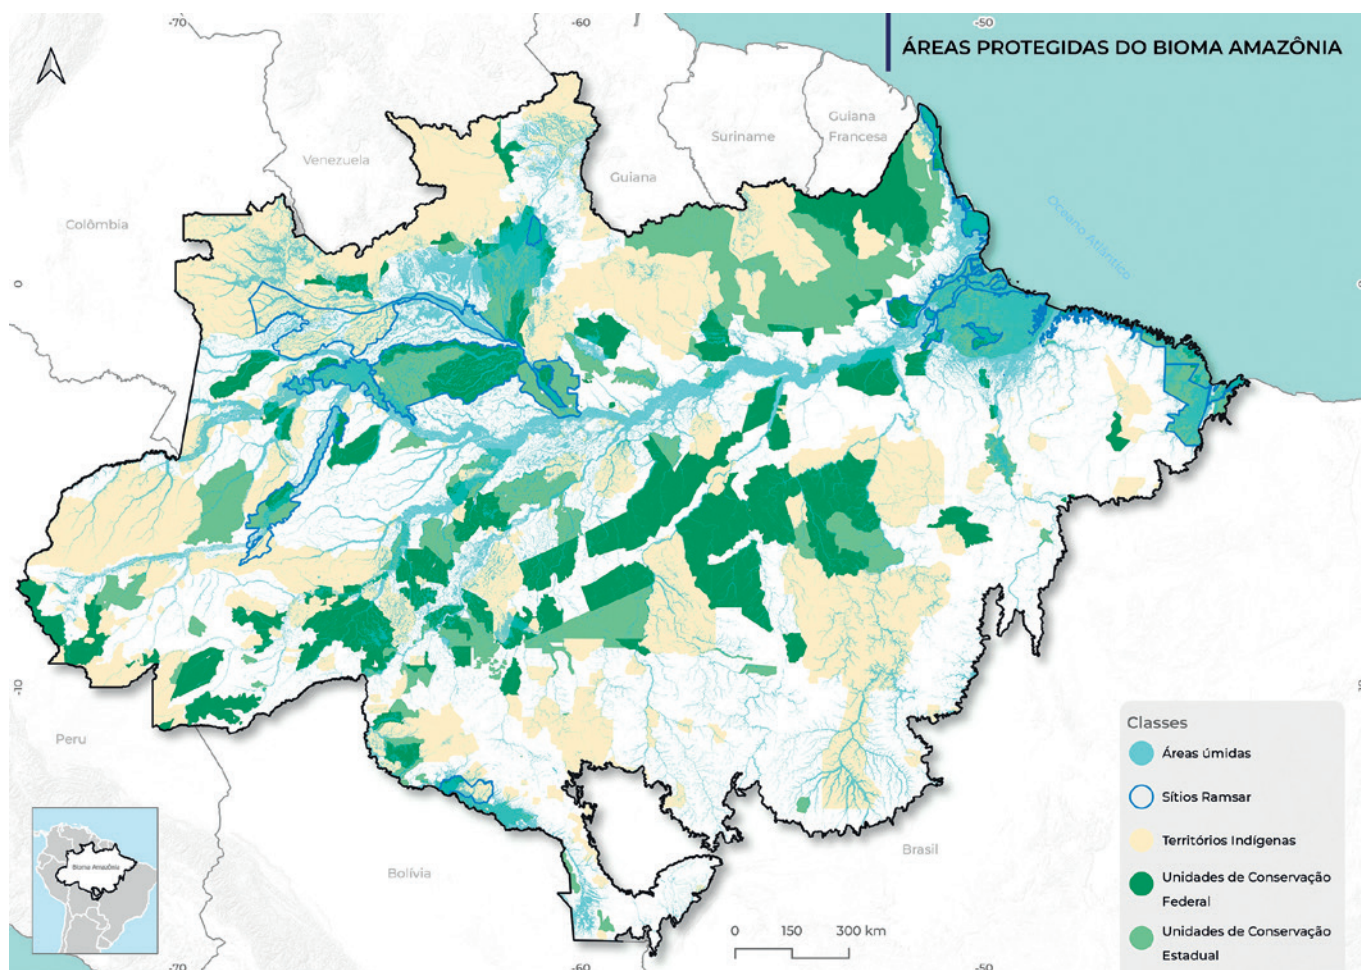 -70
-60
-50
ÁREAS PROTEGIDAS DO BIOMA AMAZÔNIA
Guiana
Francesa
Suriname
Venezuela
Guiana
Colômbia
Oceano Atlântico
0
-10
Peru
Bolívia
Brasil
Bioma Amazônia
0
150
300 km
Classes
Áreas úmidas
Sítios Ramsar
Territórios Indígenas
Unidades de Conservação
Federal
Unidades de Conservação
Estadual
-70
-60
-50